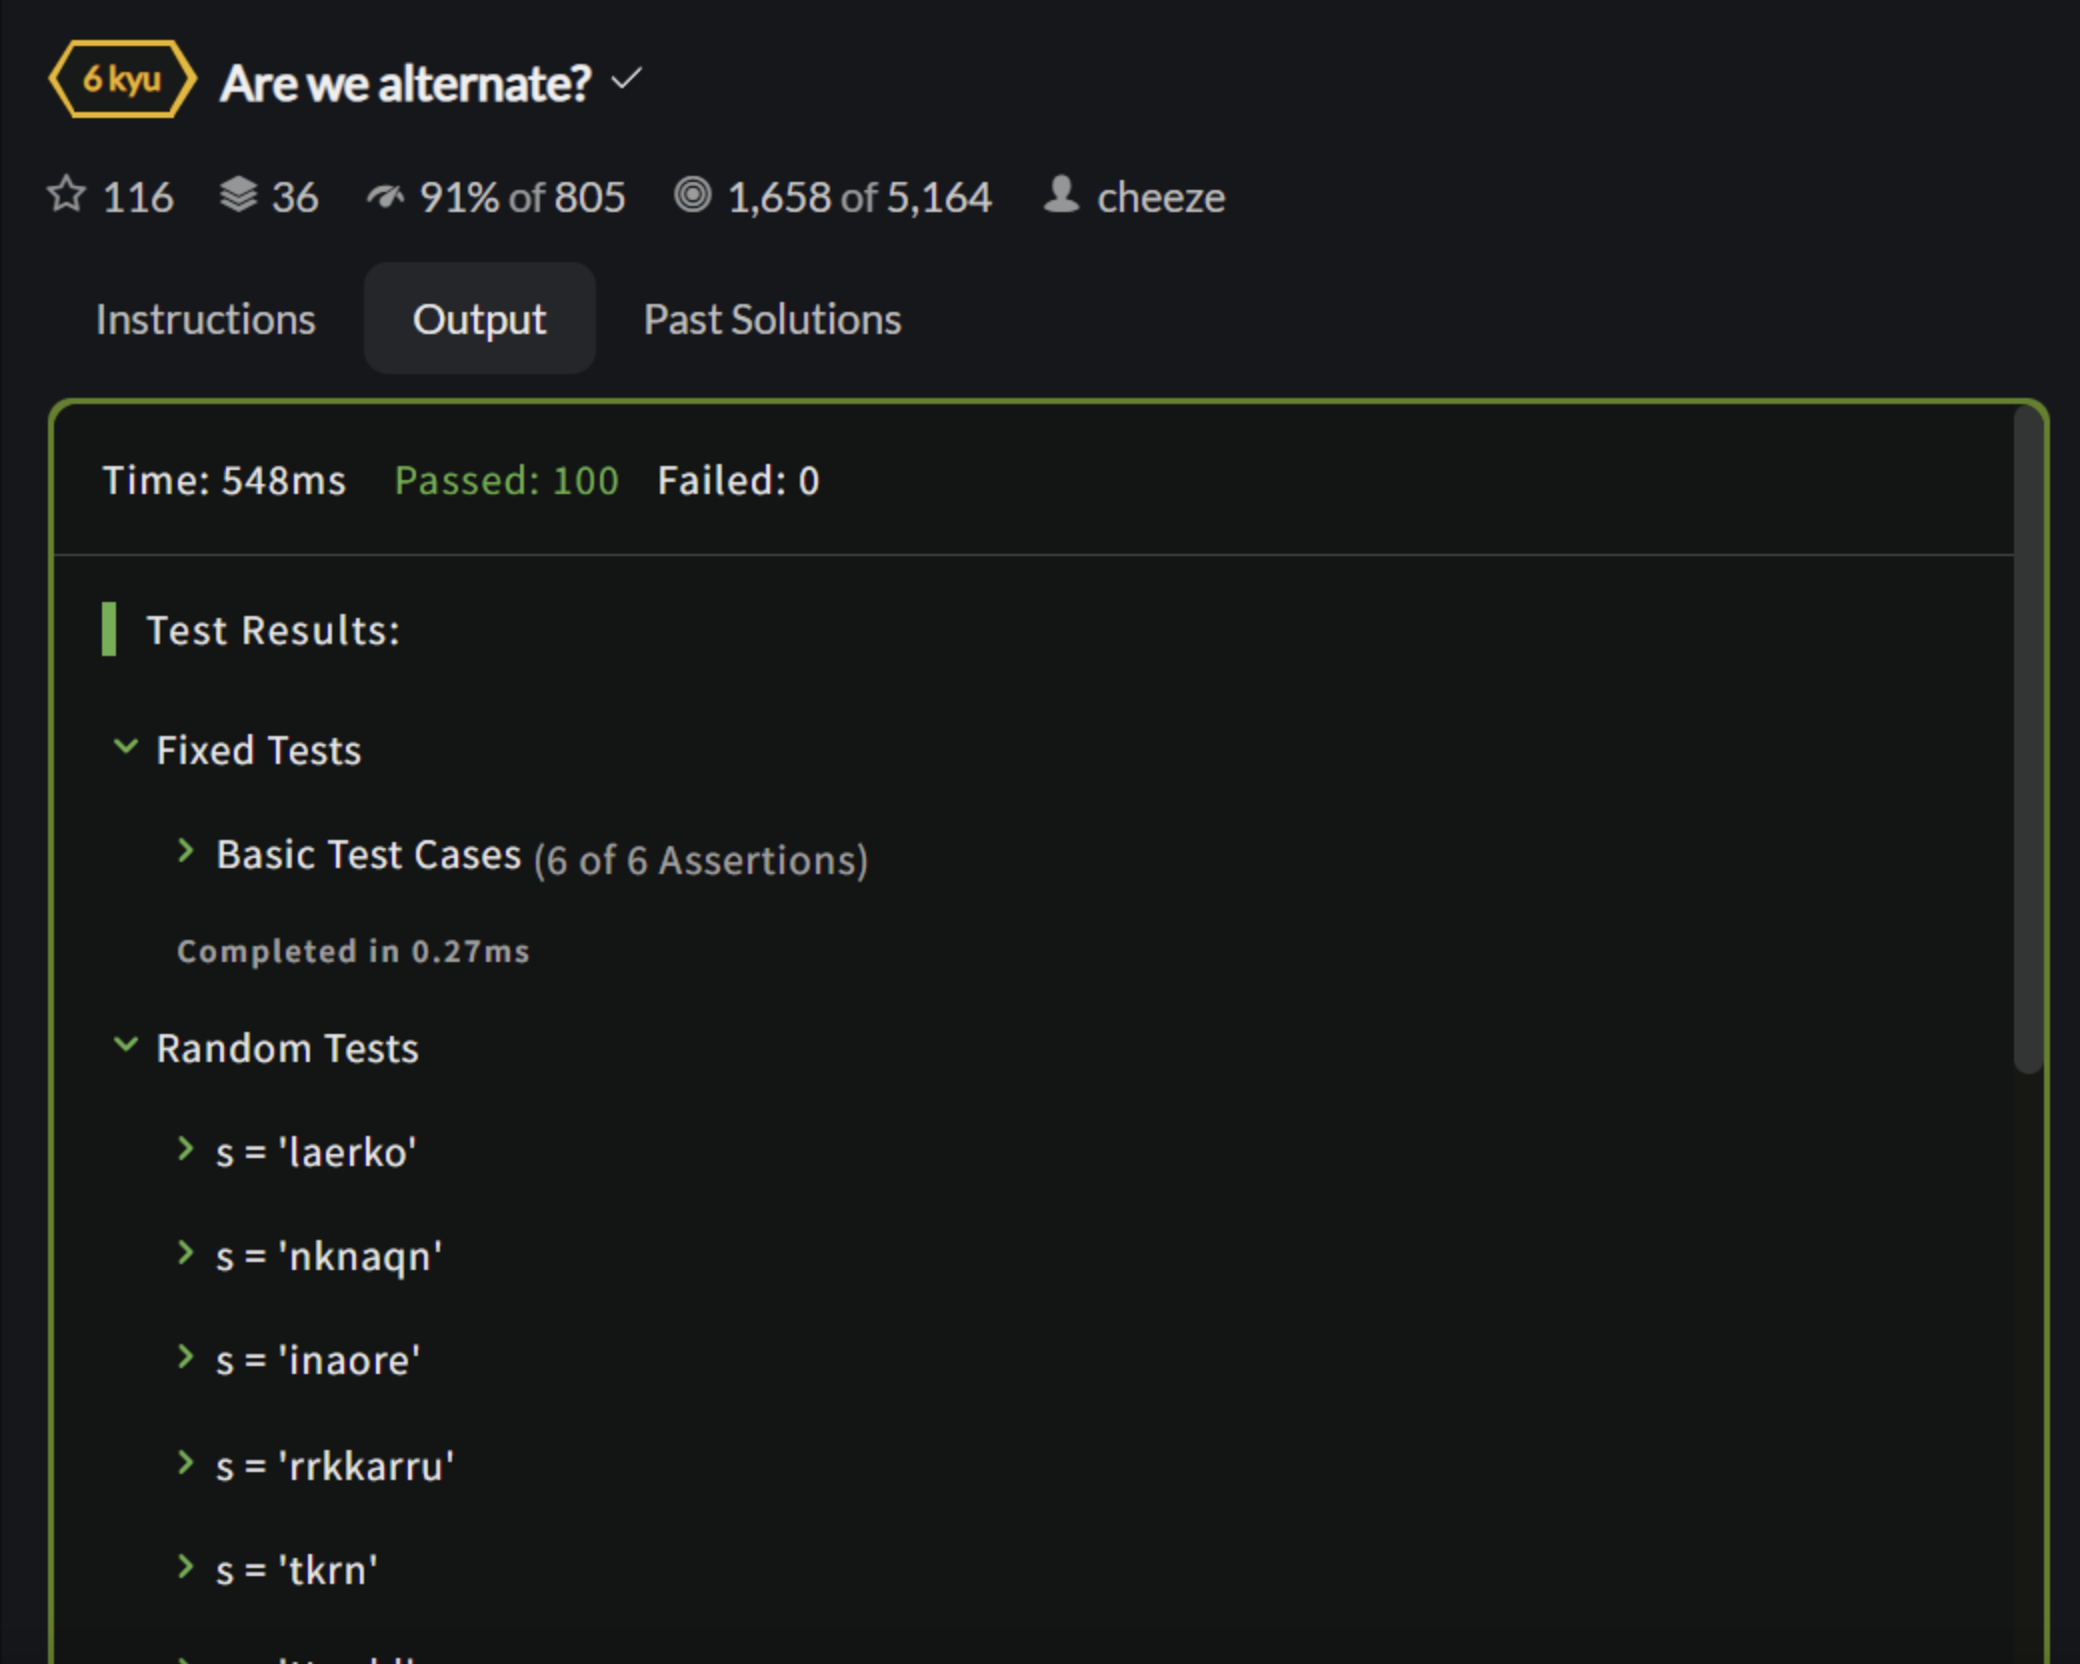 6 kyu Are we alternate?
116 36 91% of 805 1,658 of 5,164 cheeze
Instructions Output Past Solutions
Time: 548ms Passed: 100 Failed: 0
Test Results:
Fixed Tests
Basic Test Cases (6 of 6 Assertions)
Completed in 0.27ms
Random Tests
s = 'laerko'
s = 'nknaqn'
s = 'inaore'
s = 'rrkkarru'
s = 'tkrn'